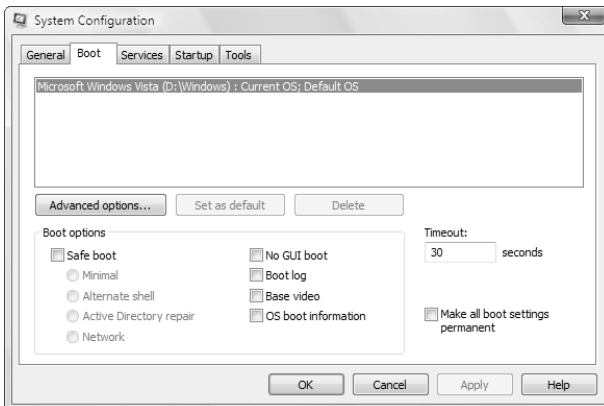 System Configuration
General Boot Services Startup Tools
Microsoft Windows Vista (D:\Windows) : Current OS; Default OS
Advanced options... Set as default Delete
Boot options
Safe boot
Minimal
Alternate shell
Active Directory repair
Network
No GUI boot
Boot log
Base video
OS boot information
Timeout:
30 seconds
Make all boot settings
permanent
OK Cancel Apply Help